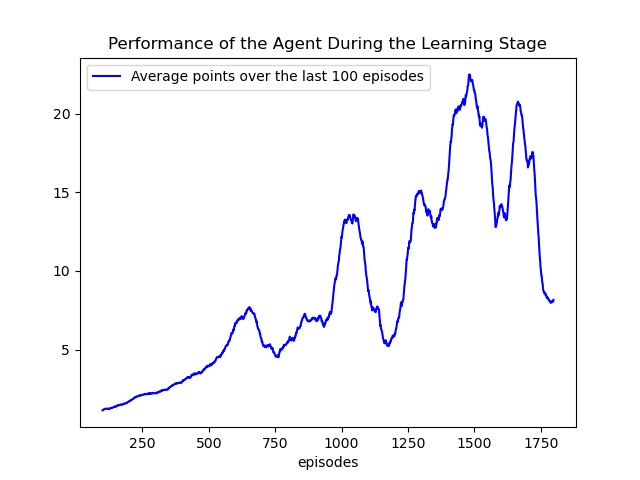 Performance of the Agent During the Learning Stage
Average points over the last 100 episodes
20
15
10
5
250 500 750 1000 1250 1500 1750
episodes